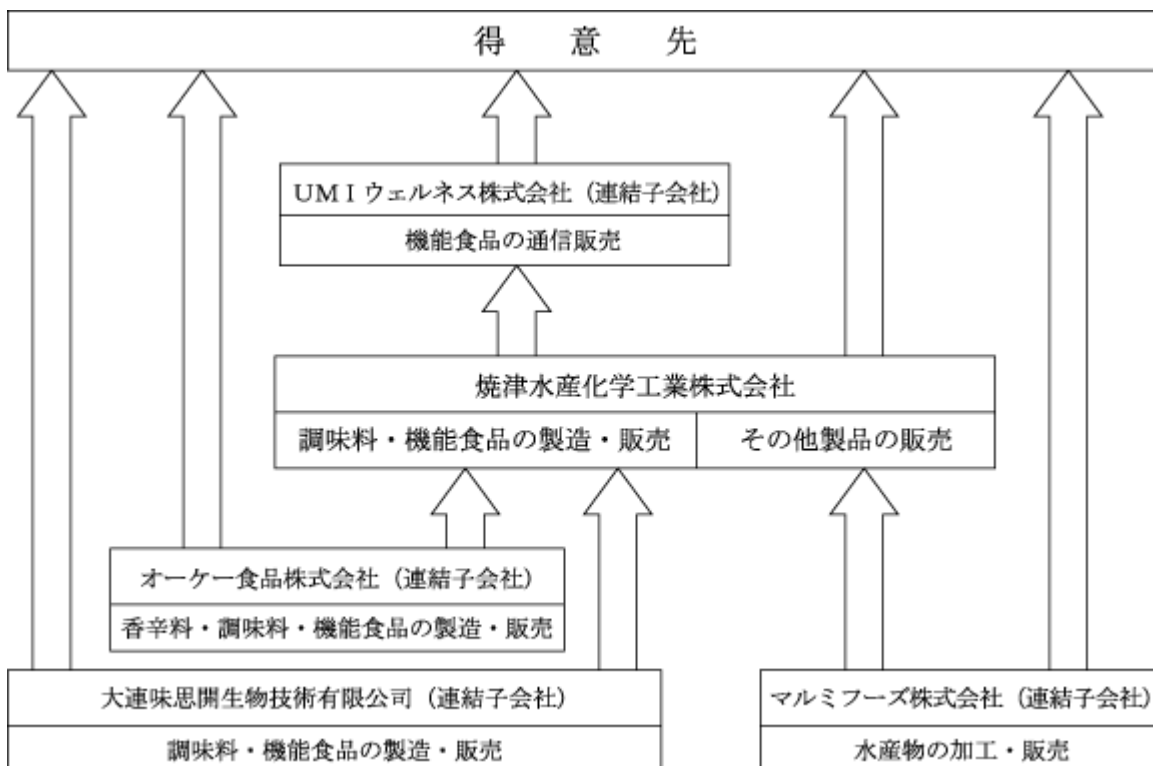 得意先
UMIウェルネス株式会社（連結子会社）
機能食品の通信販売
焼津水産化学工業株式会社
調味料・機能食品の製造・販売
その他製品の販売
オーケー食品株式会社（連結子会社）
香辛料・調味料・機能食品の製造・販売
大連味思開生物技術有限公司（連結子会社）
調味料・機能食品の製造・販売
マルミフーズ株式会社（連結子会社）
水産物の加工・販売